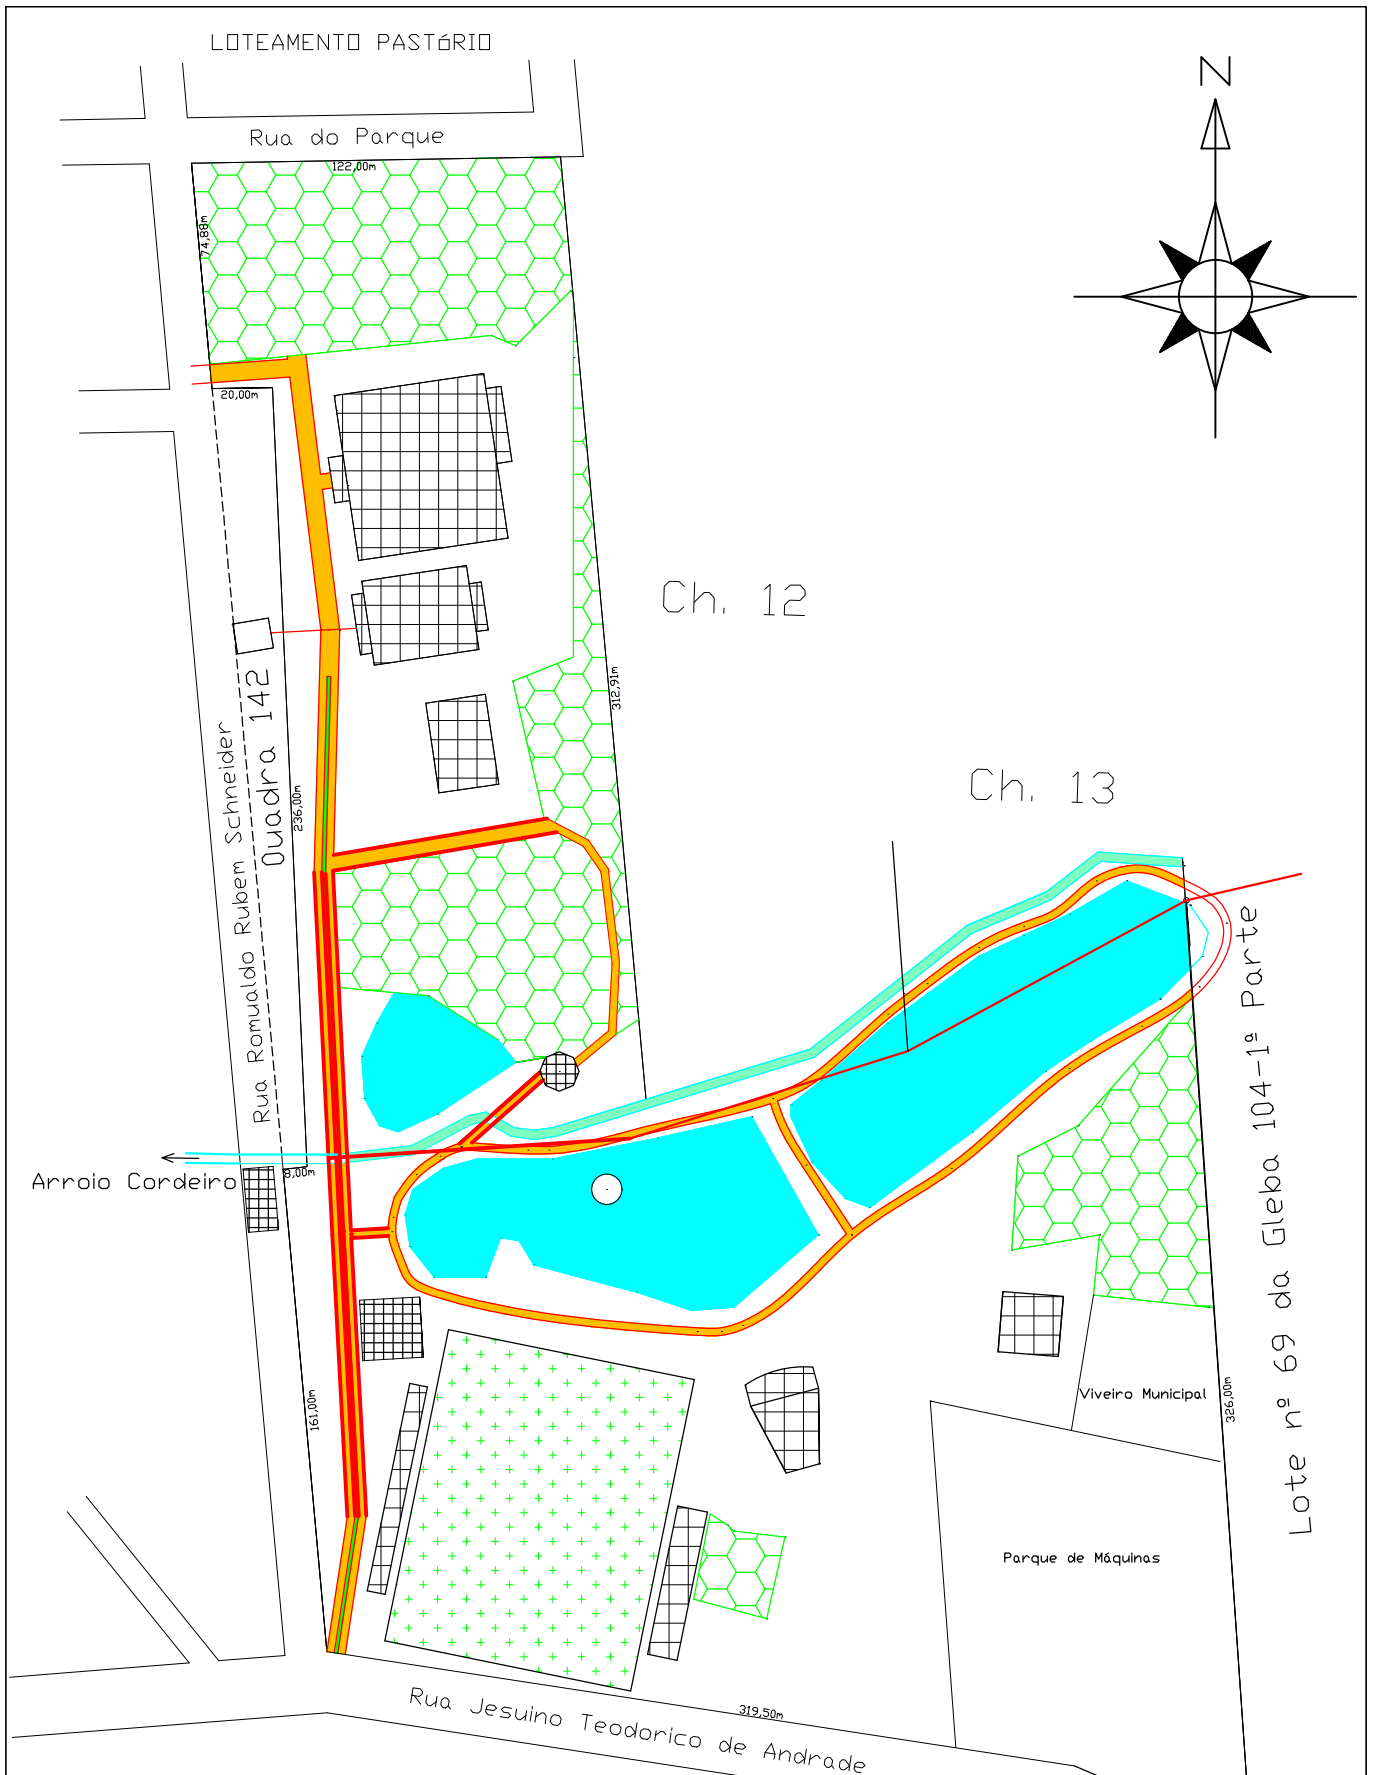 LOTEAMENTO PASTóRIO
N
Rua do Parque
122,00m
74,88m
20,00m
Ch. 12
312,91m
Quadra 142
Rua Romualdo Rubem Schneider
236,00m
Ch. 13
Lote nº 69 da Gleba 104-1ª Parte
8,00m
Arroio Cordeiro
161,00m
Viveiro Municipal
326,00m
Parque de Máquinas
Rua Jesuino Teodorico de Andrade
319,50m